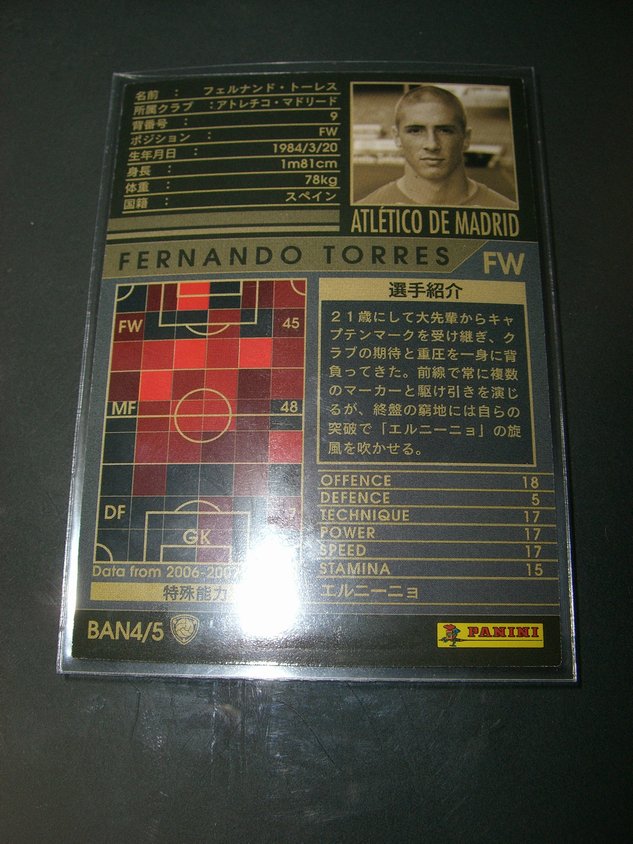 名前 : フェルナンド・トーレス
所属クラブ : アトレチコ・マドリード
背番号 : 9
ポジション : FW
生年月日 : 1984/3/20
身長 : 1m81cm
体重 : 78kg
国籍 : スペイン
ATLÉTICO DE MADRID
FERNANDO TORRES FW
FW 45
MF 48
DF
GK
Data from 2006-200
選手紹介
21歳にして大先輩からキャ
プテンマークを受け継ぎ、ク
ラブの期待と重圧を一身に背
負ってきた。前線で常に複数
のマーカーと駆け引きを演じ
るが、終盤の窮地には自らの
突破で「エルニーニョ」の旋
風を吹かせる。
OFFENCE 18
DEFENCE 5
TECHNIQUE 17
POWER 17
SPEED 17
STAMINA 15
特殊能力 エルニーニョ
BAN4/5
PANINI